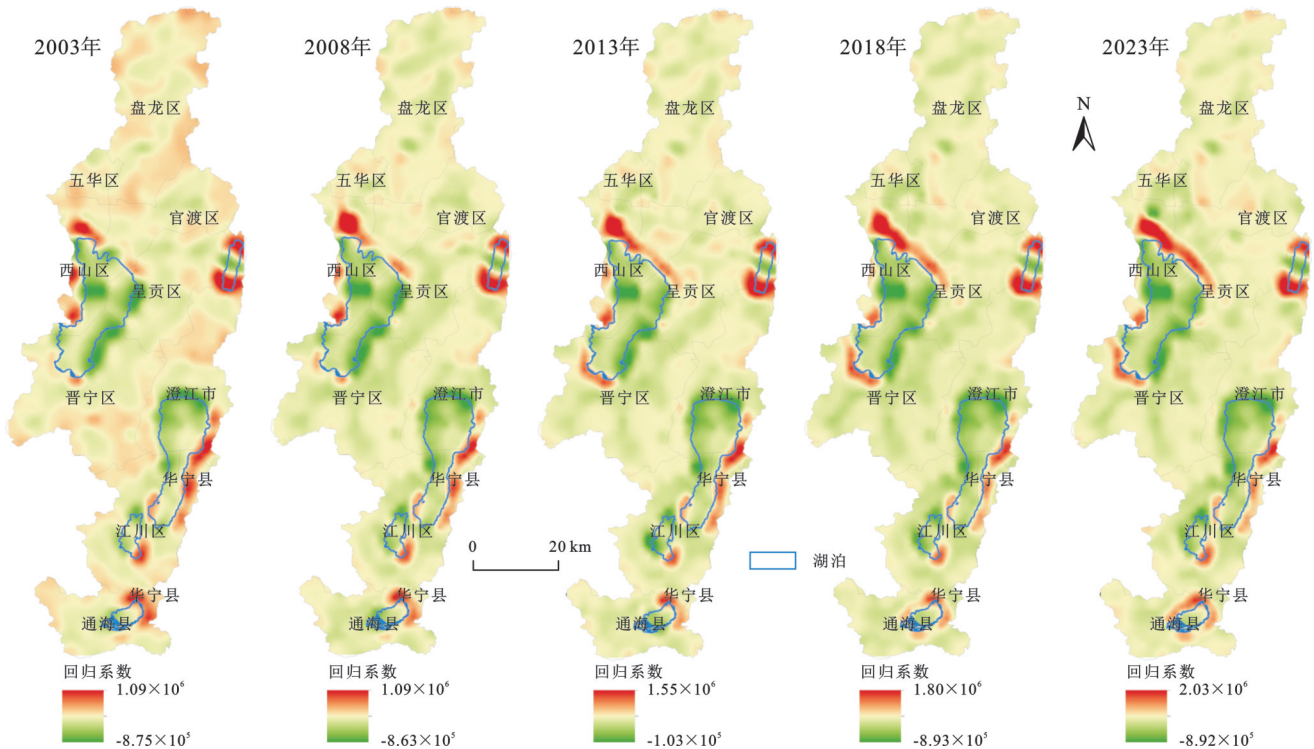 2003年
2008年
2013年
2018年
2023年
N
盘龙区
盘龙区
盘龙区
盘龙区
盘龙区
五华区
五华区
五华区
五华区
五华区
官渡区
官渡区
官渡区
官渡区
官渡区
西山区
西山区
西山区
西山区
西山区
呈贡区
呈贡区
呈贡区
呈贡区
呈贡区
晋宁区
晋宁区
晋宁区
晋宁区
晋宁区
澄江市
澄江市
澄江市
澄江市
澄江市
华宁县
华宁县
华宁县
华宁县
华宁县
江川区
江川区
江川区
江川区
江川区
0 20 km
湖泊
华宁县
华宁县
华宁县
华宁县
华宁县
通海县
通海县
通海县
通海县
通海县
回归系数
回归系数
回归系数
回归系数
回归系数
1.09×10⁶
1.09×10⁶
1.55×10⁶
1.80×10⁶
2.03×10⁶
-8.75×10⁵
-8.63×10⁵
-1.03×10⁵
-8.93×10⁵
-8.92×10⁵